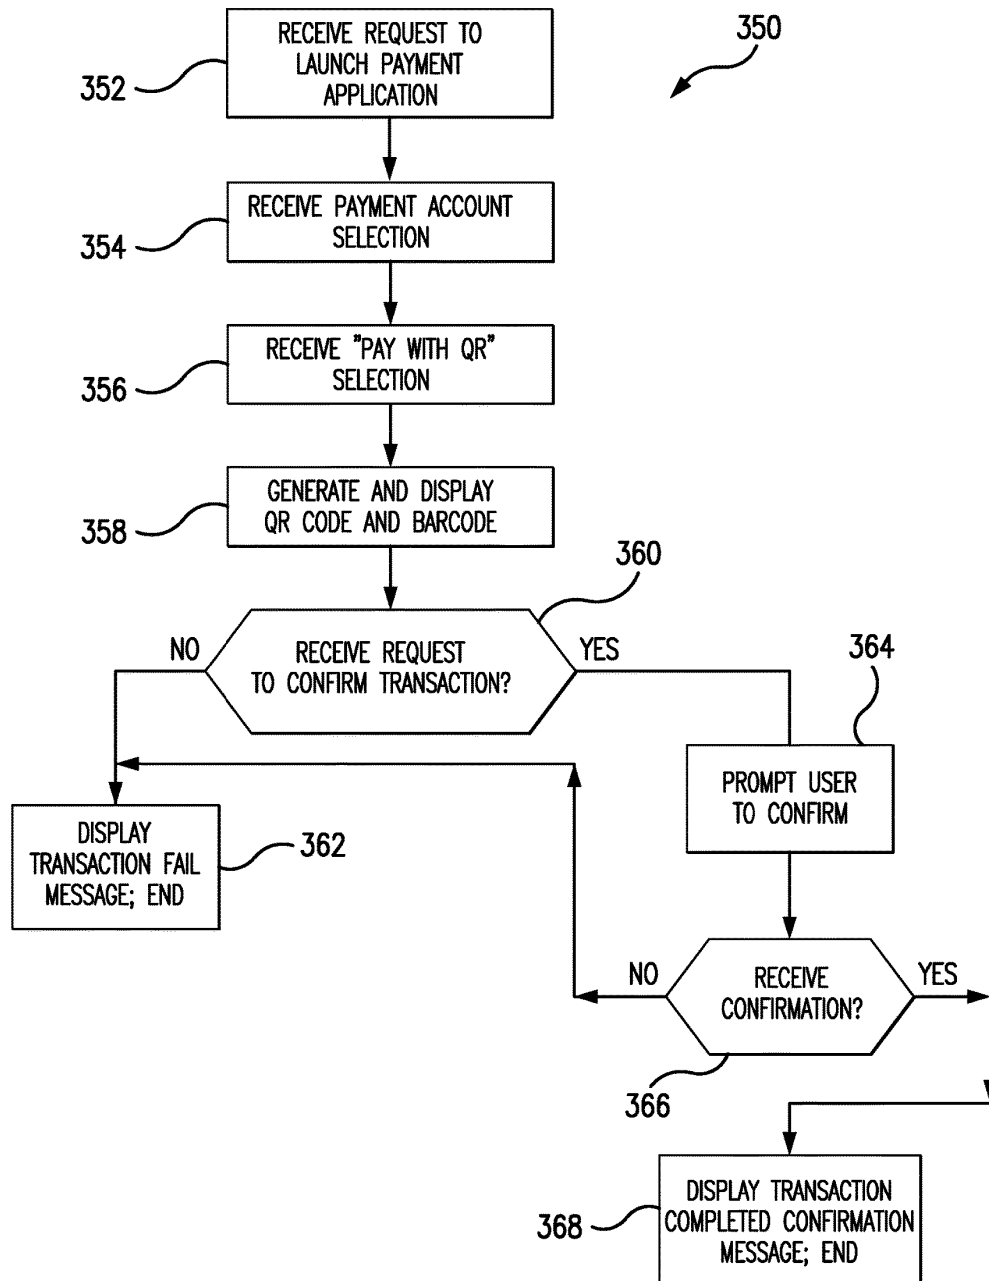 350
RECEIVE REQUEST TO
LAUNCH PAYMENT
APPLICATION
352
RECEIVE PAYMENT ACCOUNT
SELECTION
354
RECEIVE "PAY WITH QR"
SELECTION
356
GENERATE AND DISPLAY
QR CODE AND BARCODE
358
360
NO
RECEIVE REQUEST
TO CONFIRM TRANSACTION?
YES
364
PROMPT USER
TO CONFIRM
DISPLAY
TRANSACTION FAIL
MESSAGE; END
362
NO
RECEIVE
CONFIRMATION?
YES
366
DISPLAY TRANSACTION
COMPLETED CONFIRMATION
MESSAGE; END
368